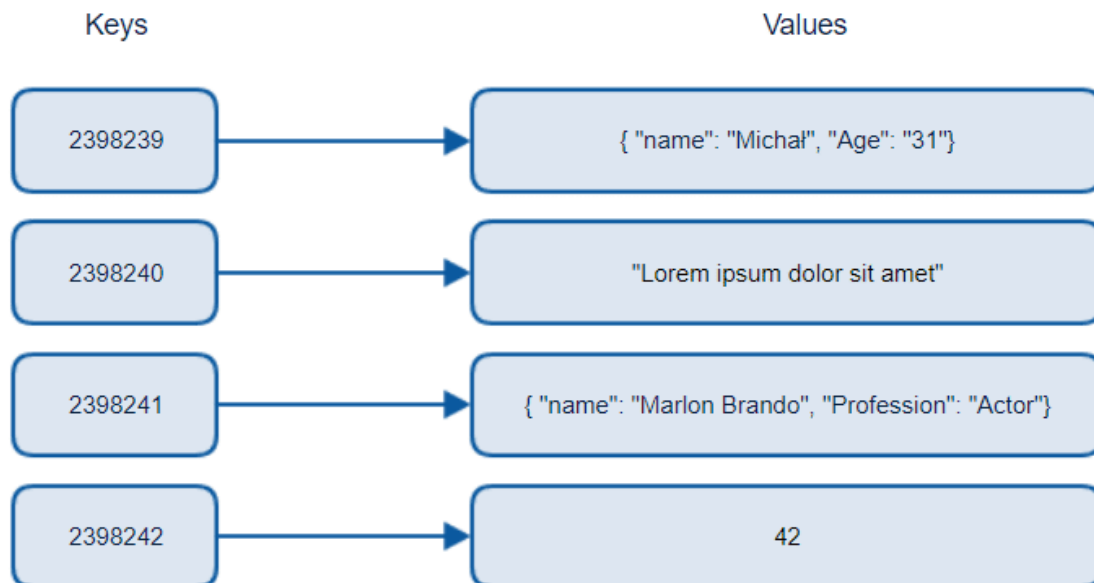 Keys Values
2398239 { "name": "Michał", "Age": "31"}
2398240 "Lorem ipsum dolor sit amet"
2398241 { "name": "Marlon Brando", "Profession": "Actor"}
2398242 42